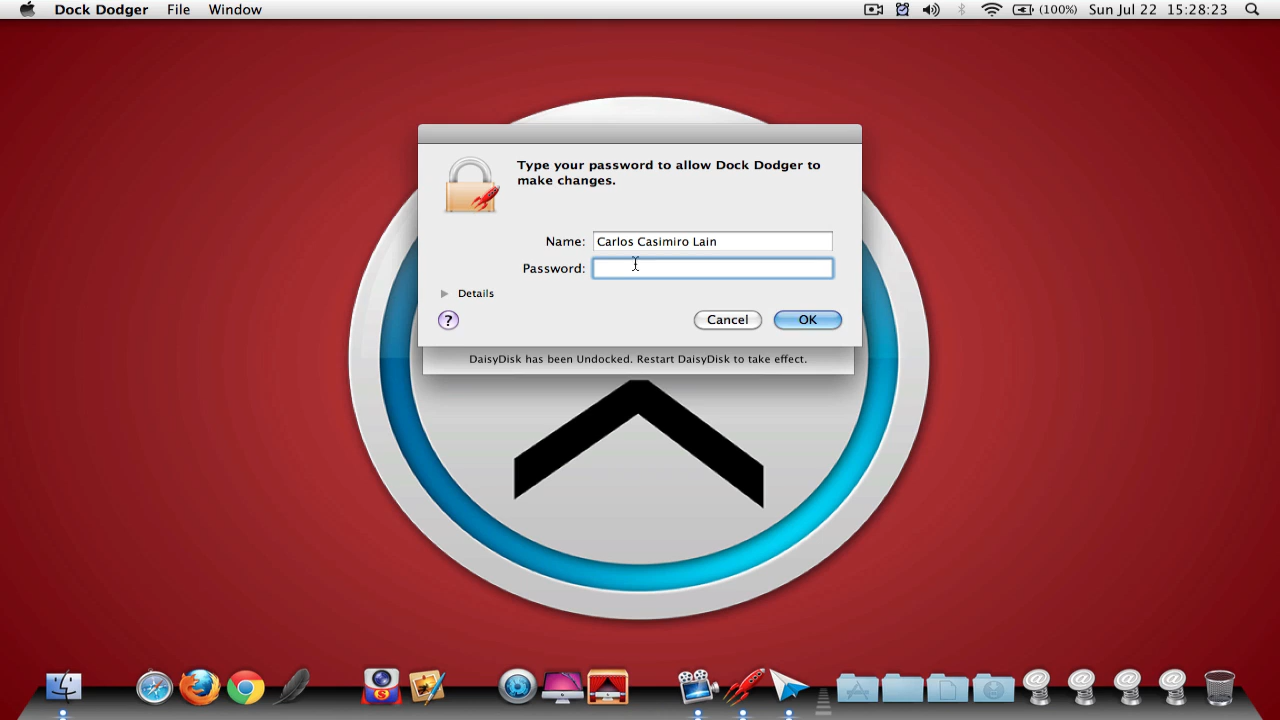 Dock Dodger File Window (100%) Sun Jul 22 15:28:23
Type your password to allow Dock Dodger to
make changes.
Name: Carlos Casimiro Lain
Password:
Details
? Cancel OK
DaisyDisk has been Undocked. Restart DaisyDisk to take effect.